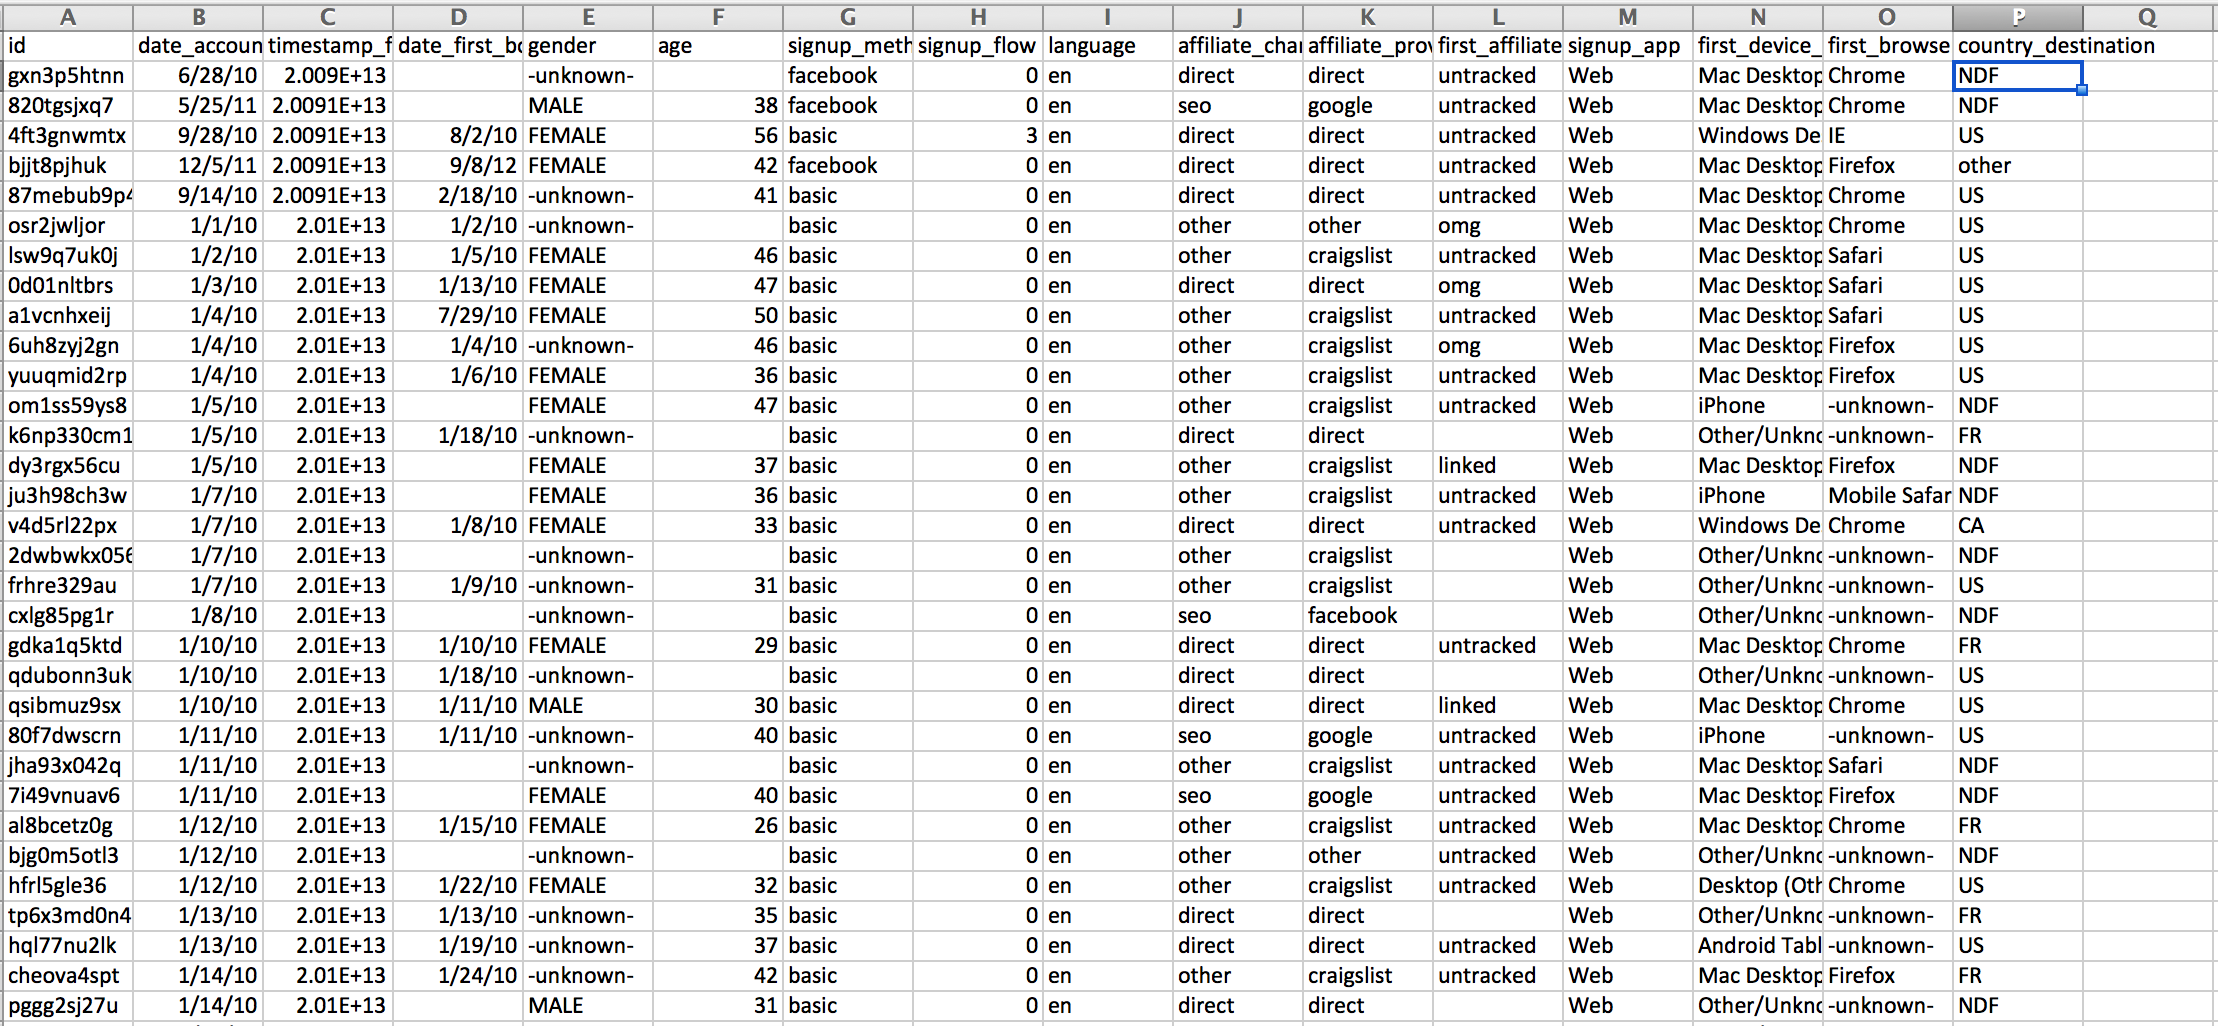 A B C D E F G H I J K L M N O P Q
id date_accoun timestamp_f date_first_bo gender age signup_meth signup_flow language affiliate_chan affiliate_prov first_affiliate signup_app first_device_ first_browse country_destination
gxn3p5htnn 6/28/10 2.009E+13 -unknown- facebook 0 en direct direct untracked Web Mac Desktop Chrome NDF
820tgsjxq7 5/25/11 2.0091E+13 MALE 38 facebook 0 en seo google untracked Web Mac Desktop Chrome NDF
4ft3gnwmtx 9/28/10 2.0091E+13 8/2/10 FEMALE 56 basic 3 en direct direct untracked Web Windows De IE US
bjjt8pjhuk 12/5/11 2.0091E+13 9/8/12 FEMALE 42 facebook 0 en direct direct untracked Web Mac Desktop Firefox other
87mebub9p4 9/14/10 2.0091E+13 2/18/10 -unknown- 41 basic 0 en direct direct untracked Web Mac Desktop Chrome US
osr2jwljor 1/1/10 2.01E+13 1/2/10 -unknown- basic 0 en other other omg Web Mac Desktop Chrome US
lsw9q7uk0j 1/2/10 2.01E+13 1/5/10 FEMALE 46 basic 0 en other craigslist untracked Web Mac Desktop Safari US
0d01nltbrs 1/3/10 2.01E+13 1/13/10 FEMALE 47 basic 0 en direct direct omg Web Mac Desktop Safari US
a1vcnhxeij 1/4/10 2.01E+13 7/29/10 FEMALE 50 basic 0 en other craigslist untracked Web Mac Desktop Safari US
6uh8zyj2gn 1/4/10 2.01E+13 1/4/10 -unknown- 46 basic 0 en other craigslist omg Web Mac Desktop Firefox US
yuuqmid2rp 1/4/10 2.01E+13 1/6/10 FEMALE 36 basic 0 en other craigslist untracked Web Mac Desktop Firefox US
om1ss59ys8 1/5/10 2.01E+13 FEMALE 47 basic 0 en other craigslist untracked Web iPhone -unknown- NDF
k6np330cm1 1/5/10 2.01E+13 1/18/10 -unknown- basic 0 en direct direct Web Other/Unkno -unknown- FR
dy3rgx56cu 1/5/10 2.01E+13 FEMALE 37 basic 0 en other craigslist linked Web Mac Desktop Firefox NDF
ju3h98ch3w 1/7/10 2.01E+13 FEMALE 36 basic 0 en other craigslist untracked Web iPhone Mobile Safar NDF
v4d5rl22px 1/7/10 2.01E+13 1/8/10 FEMALE 33 basic 0 en direct direct untracked Web Windows De Chrome CA
2dwbwkx056 1/7/10 2.01E+13 -unknown- basic 0 en other craigslist Web Other/Unkno -unknown- NDF
frhre329au 1/7/10 2.01E+13 1/9/10 -unknown- 31 basic 0 en other craigslist Web Other/Unkno -unknown- US
cxlg85pg1r 1/8/10 2.01E+13 -unknown- basic 0 en seo facebook Web Other/Unkno -unknown- NDF
gdka1q5ktd 1/10/10 2.01E+13 1/10/10 FEMALE 29 basic 0 en direct direct untracked Web Mac Desktop Chrome FR
qdubonn3uk 1/10/10 2.01E+13 1/18/10 -unknown- basic 0 en direct direct Web Other/Unkno -unknown- US
qsibmuz9sx 1/10/10 2.01E+13 1/11/10 MALE 30 basic 0 en direct direct linked Web Mac Desktop Chrome US
80f7dwscrn 1/11/10 2.01E+13 1/11/10 -unknown- 40 basic 0 en seo google untracked Web iPhone -unknown- US
jha93x042q 1/11/10 2.01E+13 -unknown- basic 0 en other craigslist untracked Web Mac Desktop Safari NDF
7i49vnuav6 1/11/10 2.01E+13 FEMALE 40 basic 0 en seo google untracked Web Mac Desktop Firefox NDF
al8bcetz0g 1/12/10 2.01E+13 1/15/10 FEMALE 26 basic 0 en other craigslist untracked Web Mac Desktop Chrome FR
bjg0m5otl3 1/12/10 2.01E+13 -unknown- basic 0 en other other untracked Web Other/Unkno -unknown- NDF
hfrl5gle36 1/12/10 2.01E+13 1/22/10 FEMALE 32 basic 0 en other craigslist untracked Web Desktop (Oth Chrome US
tp6x3md0n4 1/13/10 2.01E+13 1/13/10 -unknown- 35 basic 0 en direct direct Web Other/Unkno -unknown- FR
hql77nu2lk 1/13/10 2.01E+13 1/19/10 -unknown- 37 basic 0 en direct direct untracked Web Android Tabl -unknown- US
cheova4spt 1/14/10 2.01E+13 1/24/10 -unknown- 42 basic 0 en other craigslist untracked Web Mac Desktop Firefox FR
pggg2sj27u 1/14/10 2.01E+13 MALE 31 basic 0 en direct direct Web Other/Unkno -unknown- NDF